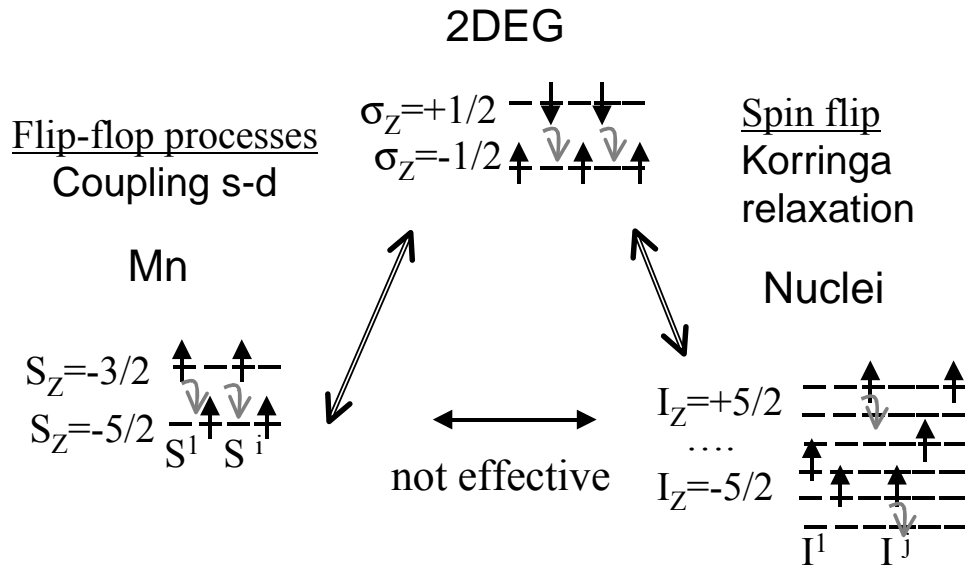 2DEG
Flip-flop processes
Coupling s-d
σZ=+1/2
σZ=-1/2
Spin flip
Korringa
relaxation
Mn
Nuclei
SZ=-3/2
SZ=-5/2
S1 S i
not effective
IZ=+5/2
....
IZ=-5/2
I1 I j